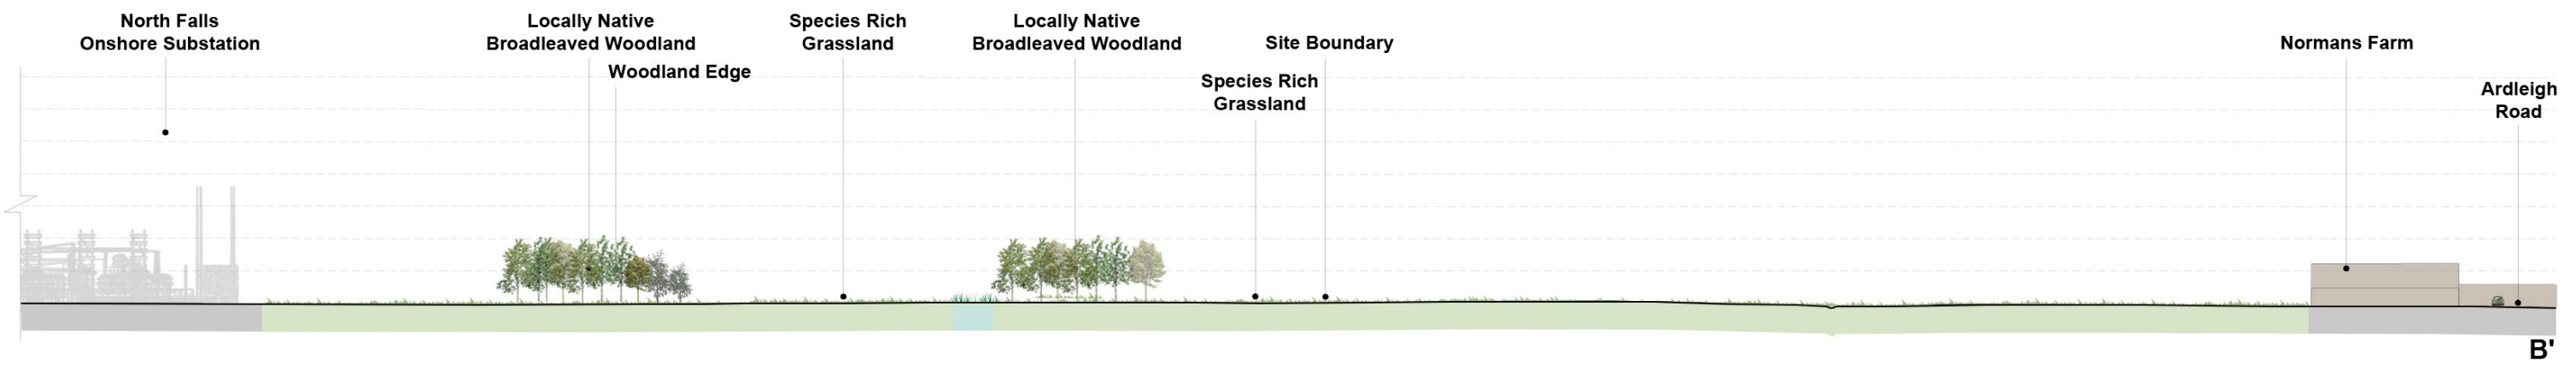 North Falls
Onshore Substation
Locally Native
Broadleaved Woodland
Woodland Edge
Species Rich
Grassland
Locally Native
Broadleaved Woodland
Species Rich
Grassland
Site Boundary
Normans Farm
Ardleigh
Road
B'